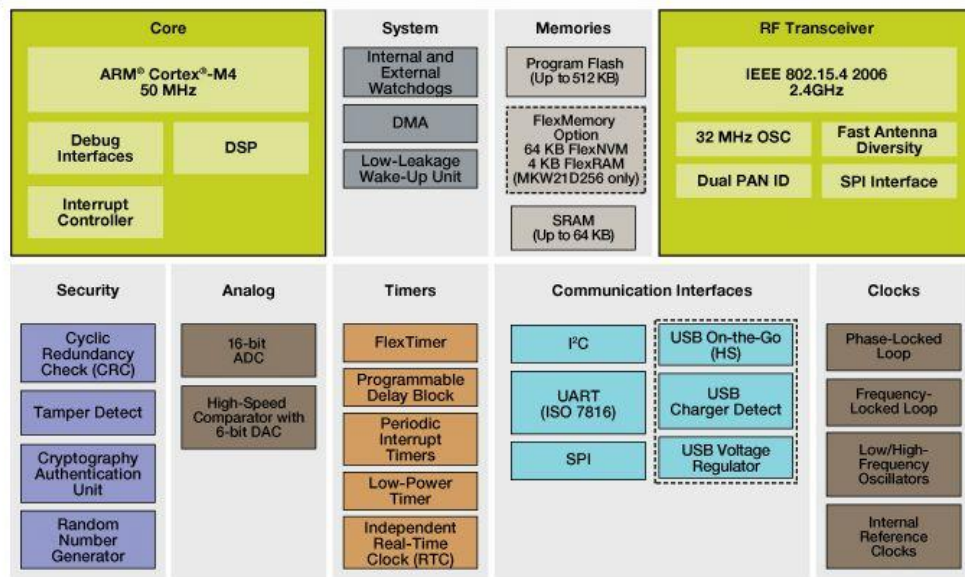 Core
ARM® Cortex®-M4
50 MHz
Debug
Interfaces
DSP
Interrupt
Controller
System
Internal and
External
Watchdogs
DMA
Low-Leakage
Wake-Up Unit
Memories
Program Flash
(Up to 512 KB)
FlexMemory
Option
64 KB FlexNVM
4 KB FlexRAM
(MKW21D256 only)
SRAM
(Up to 64 KB)
RF Transceiver
IEEE 802.15.4 2006
2.4GHz
32 MHz OSC
Fast Antenna
Diversity
Dual PAN ID
SPI Interface
Security
Cyclic
Redundancy
Check (CRC)
Tamper Detect
Cryptography
Authentication
Unit
Random
Number
Generator
Analog
16-bit
ADC
High-Speed
Comparator with
6-bit DAC
Timers
FlexTimer
Programmable
Delay Block
Periodic
Interrupt
Timers
Low-Power
Timer
Independent
Real-Time
Clock (RTC)
Communication Interfaces
I²C
UART
(ISO 7816)
SPI
USB On-the-Go
(HS)
USB
Charger Detect
USB Voltage
Regulator
Clocks
Phase-Locked
Loop
Frequency-
Locked Loop
Low/High-
Frequency
Oscillators
Internal
Reference
Clocks